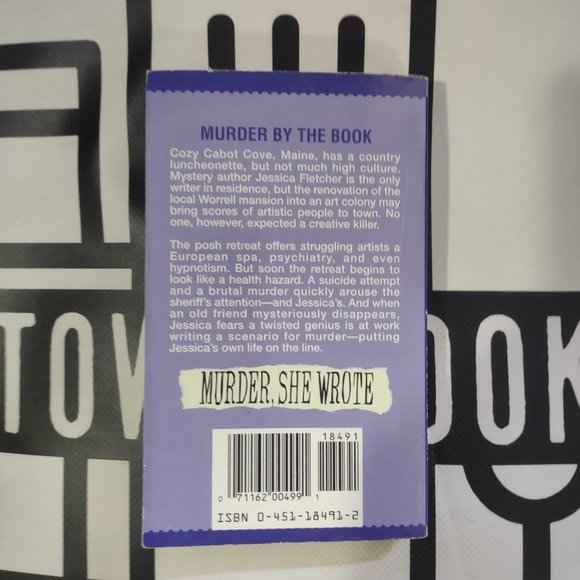 MURDER BY THE BOOK
Cozy Cabot Cove, Maine, has a country
luncheonette, but not much high culture.
Mystery author Jessica Fletcher is the only
writer in residence, but the renovation of the
local Worrell mansion into an art colony may
bring scores of artistic people to town. No
one, however, expected a creative killer.
The posh retreat offers struggling artists a
European spa, psychiatry, and even
hypnotism. But soon the retreat begins to
look like a health hazard. A suicide attempt
and a brutal murder quickly arouse the
sheriff's attention—and Jessica's. And when
an old friend mysteriously disappears,
Jessica fears a twisted genius is at work
writing a scenario for murder—putting
Jessica's own life on the line.
TOW OOK
MURDER, SHE WROTE
18491
0 71162 00499 1
ISBN 0-451-18491-2